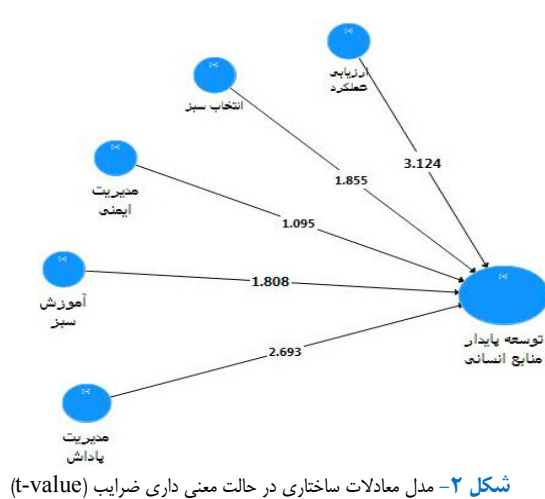 ارزیابی
عملکرد
انتخاب سبز
3.124
1.855
مدیریت
ایمنی
1.095
آموزش
سبز
1.808
توسعه پایدار
منابع انسانی
2.693
مدیریت
پاداش
شکل ۲- مدل معادلات ساختاری در حالت معنی داری ضرایب (t-value)